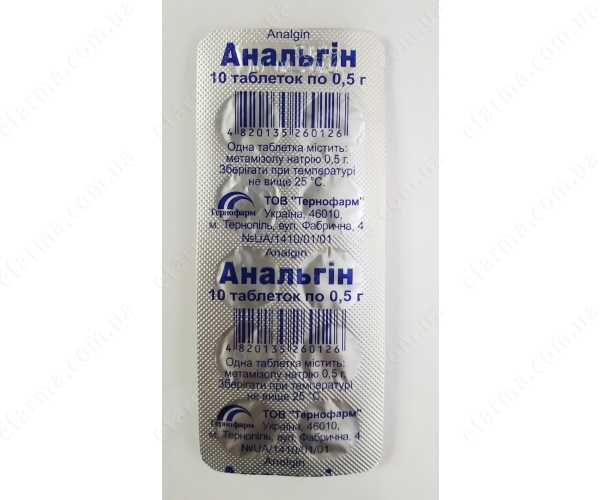 Analgin
Анальгін
10 таблеток по 0,5 г
4 820135 260126
Одна таблетка містить:
метамізолу натрію 0,5 г.
Зберігати при температурі
не вище 25 °С.
Тернофарм
ТОВ "Тернофарм"
Україна, 46010,
м. Тернопіль, вул. Фабрична, 4
№UA/1410/01/01
Analgin
Анальгін
10 таблеток по 0,5 г
4 820135 260126
Одна таблетка містить:
метамізолу натрію 0,5 г.
Зберігати при температурі
не вище 25 °С.
Тернофарм
ТОВ "Тернофарм"
Україна, 46010,
м. Тернопіль, вул. Фабрична, 4
№UA/1410/01/01
Analgin
efarma.com.ua